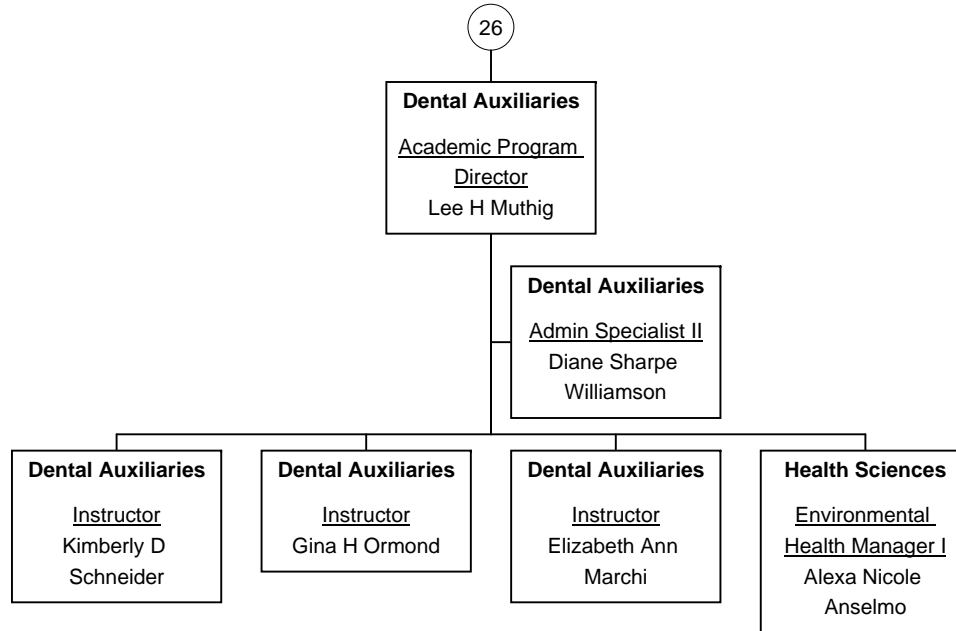 26
Dental Auxiliaries
Academic Program
Director
Lee H Muthig
Dental Auxiliaries
Admin Specialist II
Diane Sharpe
Williamson
Dental Auxiliaries
Instructor
Kimberly D
Schneider
Dental Auxiliaries
Instructor
Gina H Ormond
Dental Auxiliaries
Instructor
Elizabeth Ann
Marchi
Health Sciences
Environmental
Health Manager I
Alexa Nicole
Anselmo